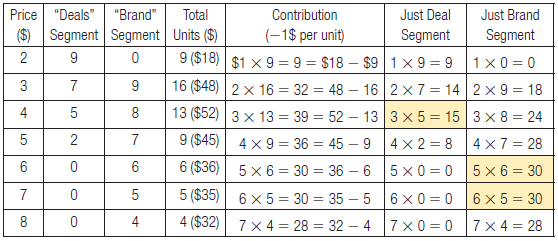 Price “Deals” “Brand” Total Contribution Just Deal Just Brand
($) Segment Segment Units ($) (−1$ per unit) Segment Segment
2 9 0 9 ($18) $1 × 9 = 9 = $18 − $9 1 × 9 = 9 1 × 0 = 0
3 7 9 16 ($48) 2 × 16 = 32 = 48 − 16 2 × 7 = 14 2 × 9 = 18
4 5 8 13 ($52) 3 × 13 = 39 = 52 − 13 3 × 5 = 15 3 × 8 = 24
5 2 7 9 ($45) 4 × 9 = 36 = 45 − 9 4 × 2 = 8 4 × 7 = 28
6 0 6 6 ($36) 5 × 6 = 30 = 36 − 6 5 × 0 = 0 5 × 6 = 30
7 0 5 5 ($35) 6 × 5 = 30 = 35 − 5 6 × 0 = 0 6 × 5 = 30
8 0 4 4 ($32) 7 × 4 = 28 = 32 − 4 7 × 0 = 0 7 × 4 = 28